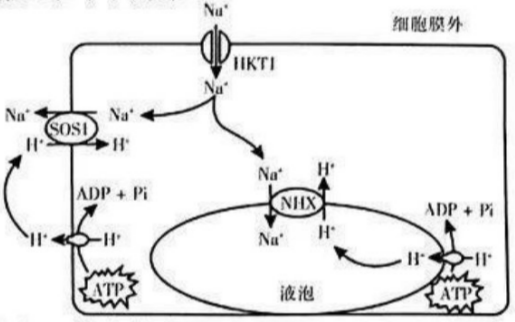 Na⁺
细胞膜外
HKT1
Na⁺
Na⁺ Na⁺
SOS1
H⁺ H⁺
Na⁺ H⁺
NHX
ADP + Pi
ADP + Pi
Na⁺ H⁺
H⁺ H⁺
H⁺ H⁺
液泡
ATP
ATP